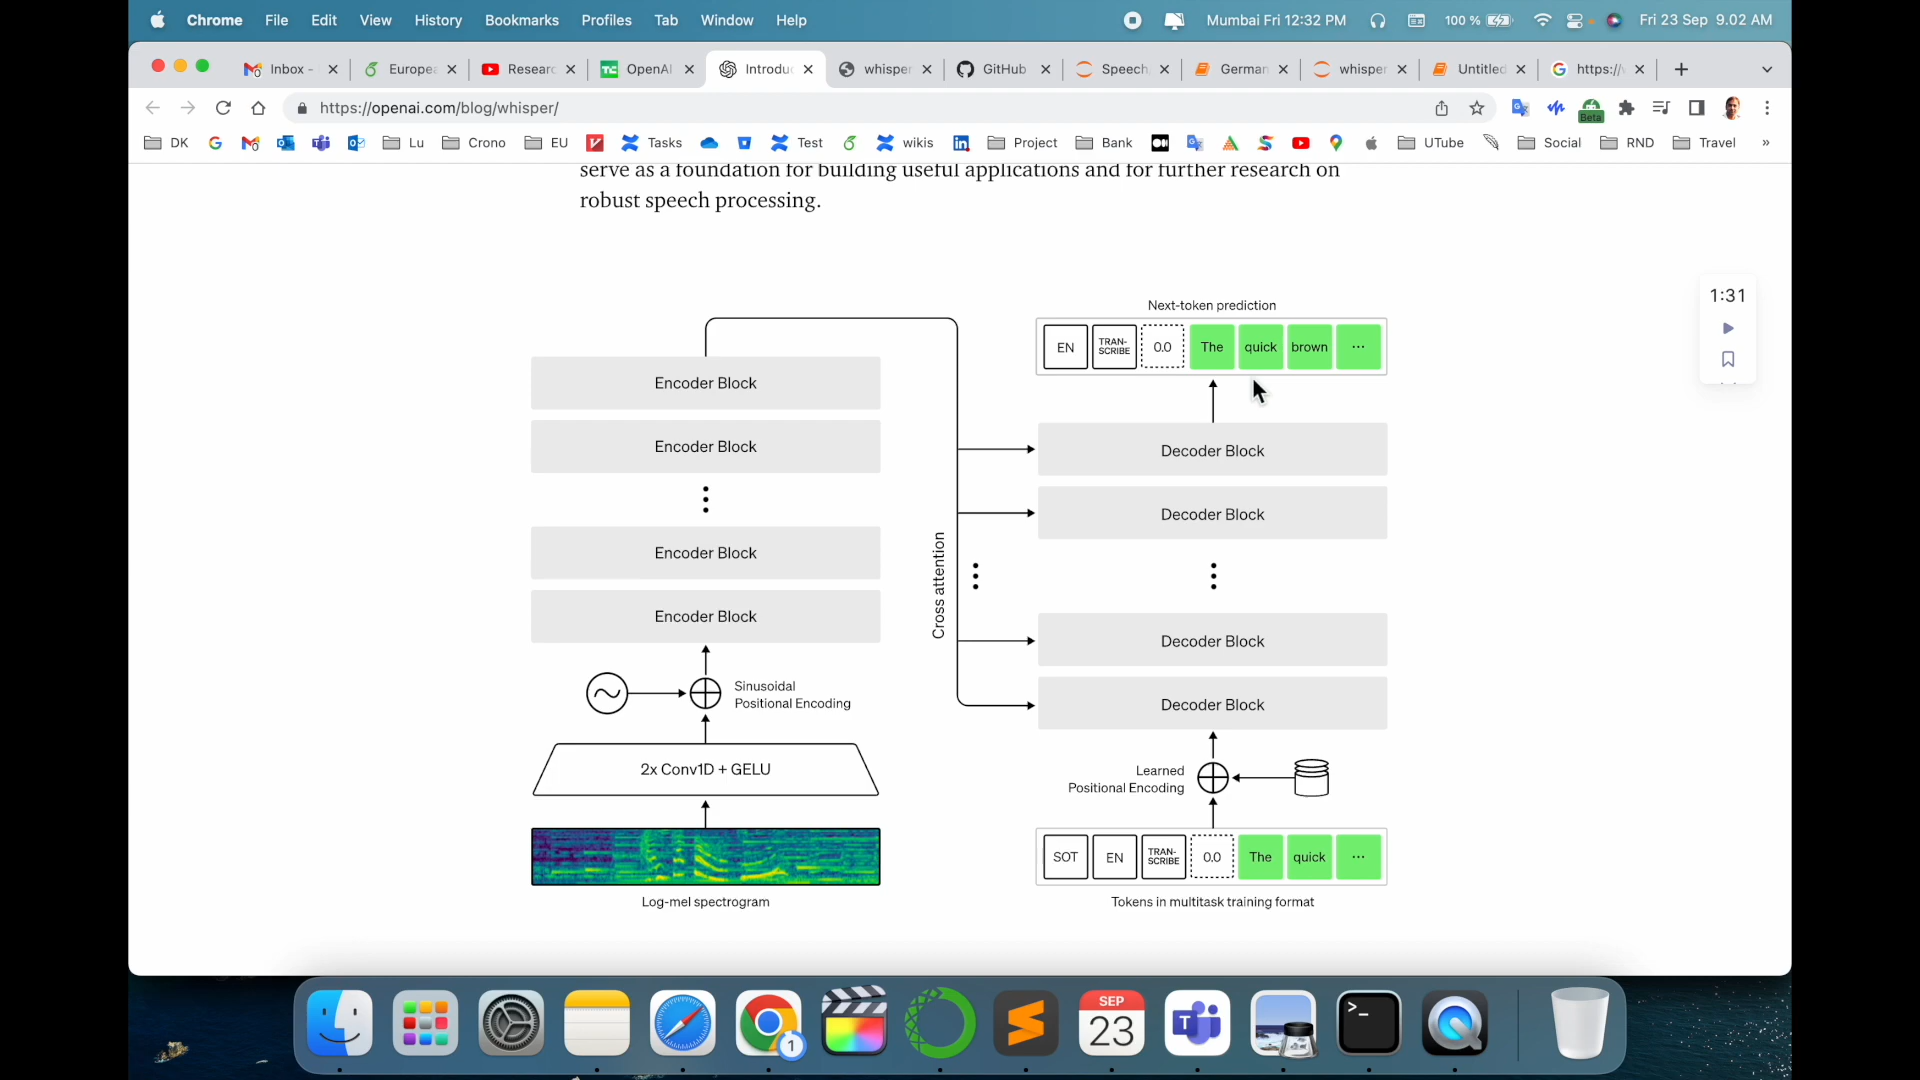 Chrome File Edit View History Bookmarks Profiles Tab Window Help
Mumbai Fri 12:32 PM 100 % Fri 23 Sep 9.02 AM
Inbox - Europe Researc OpenAI Introdu whisper GitHub Speech German whisper Untitled https://
https://openai.com/blog/whisper/
Beta
DK Lu Crono EU Tasks Test wikis Project Bank UTube Social RND Travel »
serve as a foundation for building useful applications and for further research on
robust speech processing.
1:31
Next-token prediction
EN TRAN-SCRIBE 0.0 The quick brown ...
Encoder Block
Encoder Block
Encoder Block
Encoder Block
Cross attention
Decoder Block
Decoder Block
Decoder Block
Decoder Block
Sinusoidal
Positional Encoding
2x Conv1D + GELU
Learned
Positional Encoding
SOT EN TRAN-SCRIBE 0.0 The quick ...
Log-mel spectrogram
Tokens in multitask training format
1
SEP
23